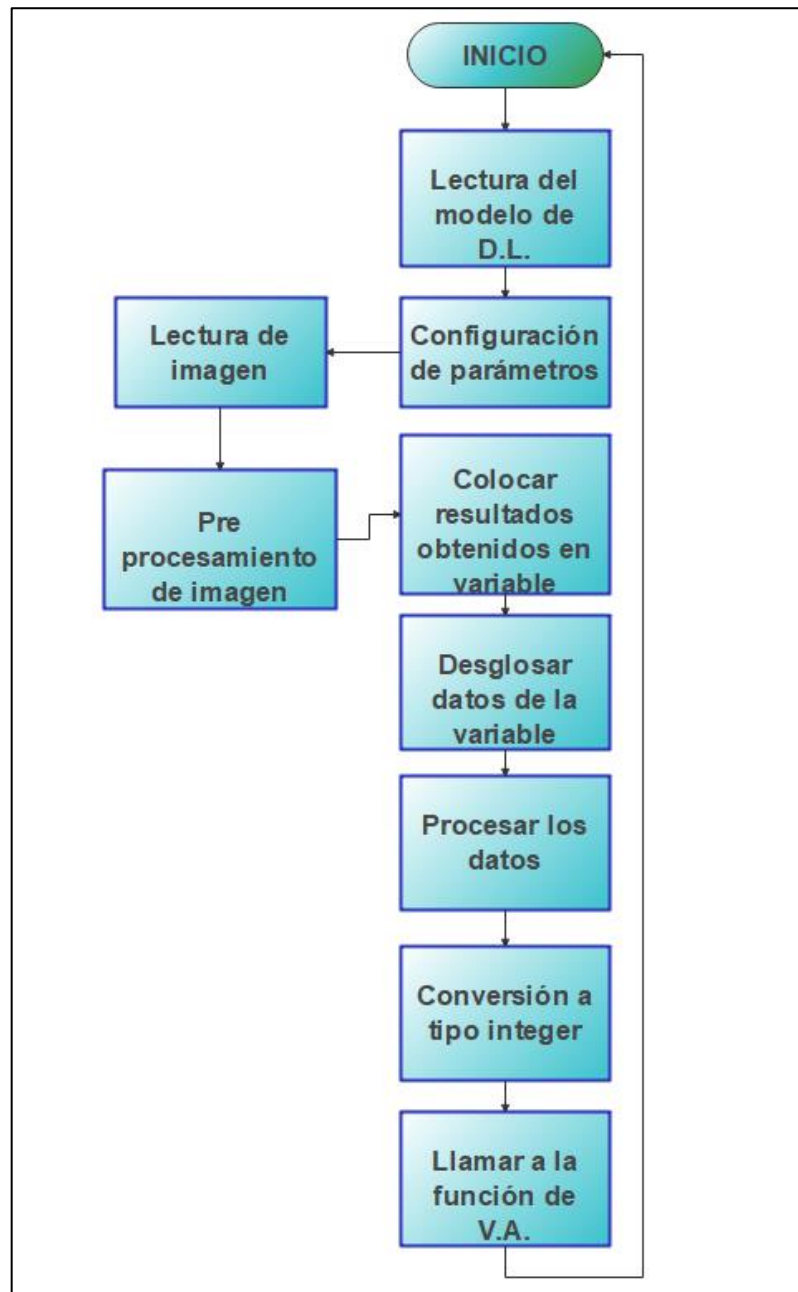 INICIO
Lectura del
modelo de
D.L.
Configuración
de parámetros
Lectura de
imagen
Pre
procesamiento
de imagen
Colocar
resultados
obtenidos en
variable
Desglosar
datos de la
variable
Procesar los
datos
Conversión a
tipo integer
Llamar a la
función de
V.A.